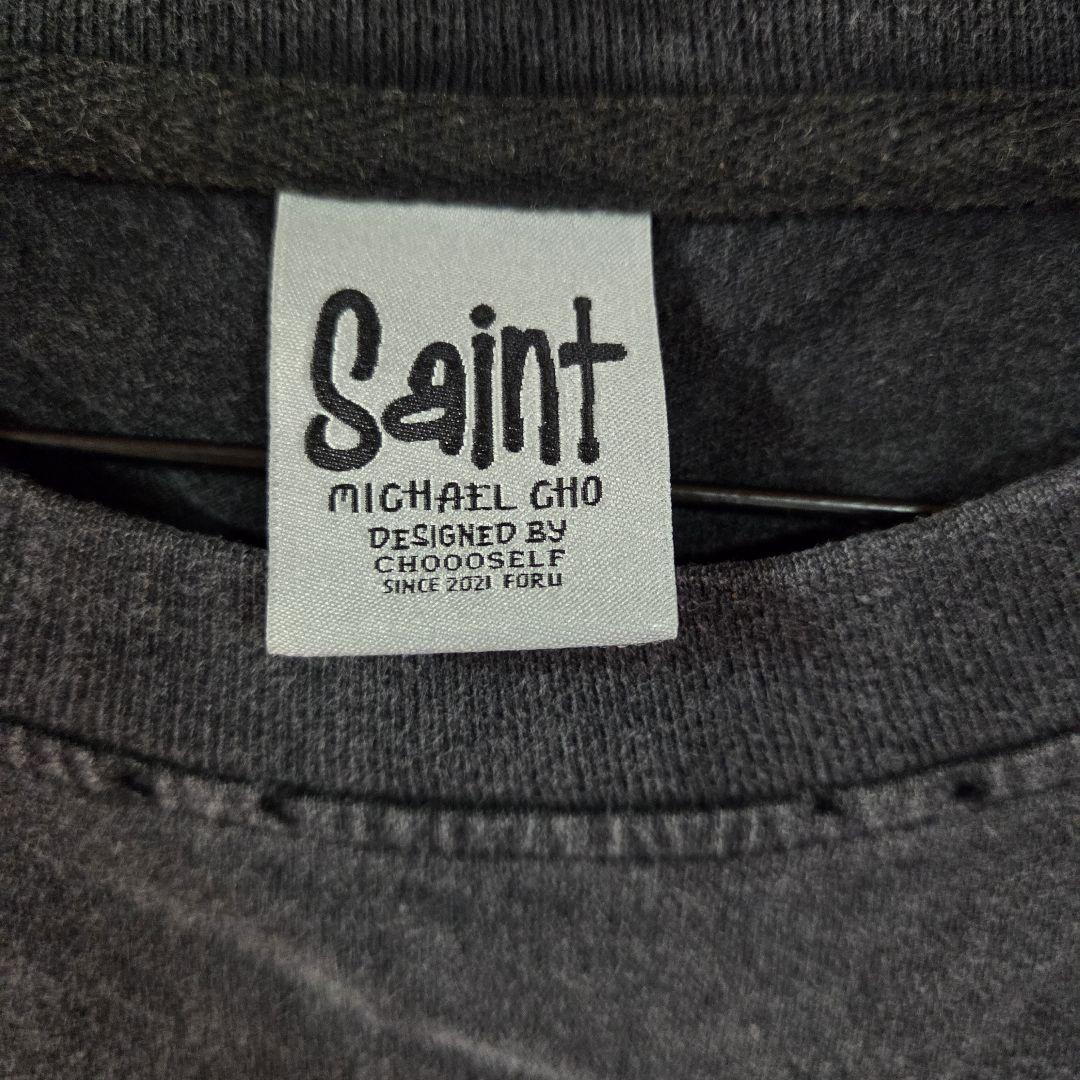 Saint
MICHAEL CHO
DESIGNED BY
CHOOOSELF
SINCE 2021 FORU